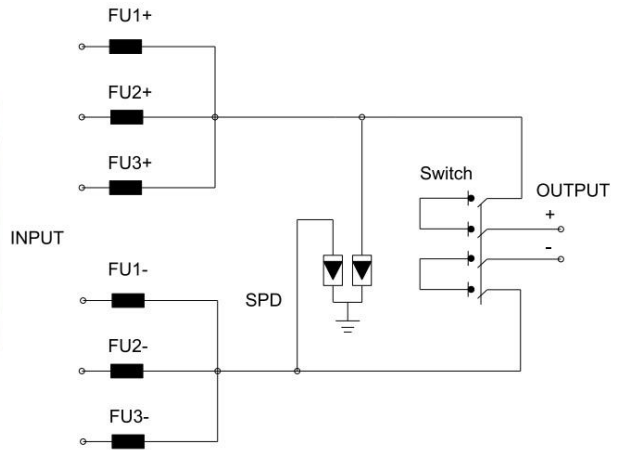 FU1+
FU2+
FU3+
Switch
OUTPUT
+
-
INPUT
FU1-
SPD
FU2-
FU3-